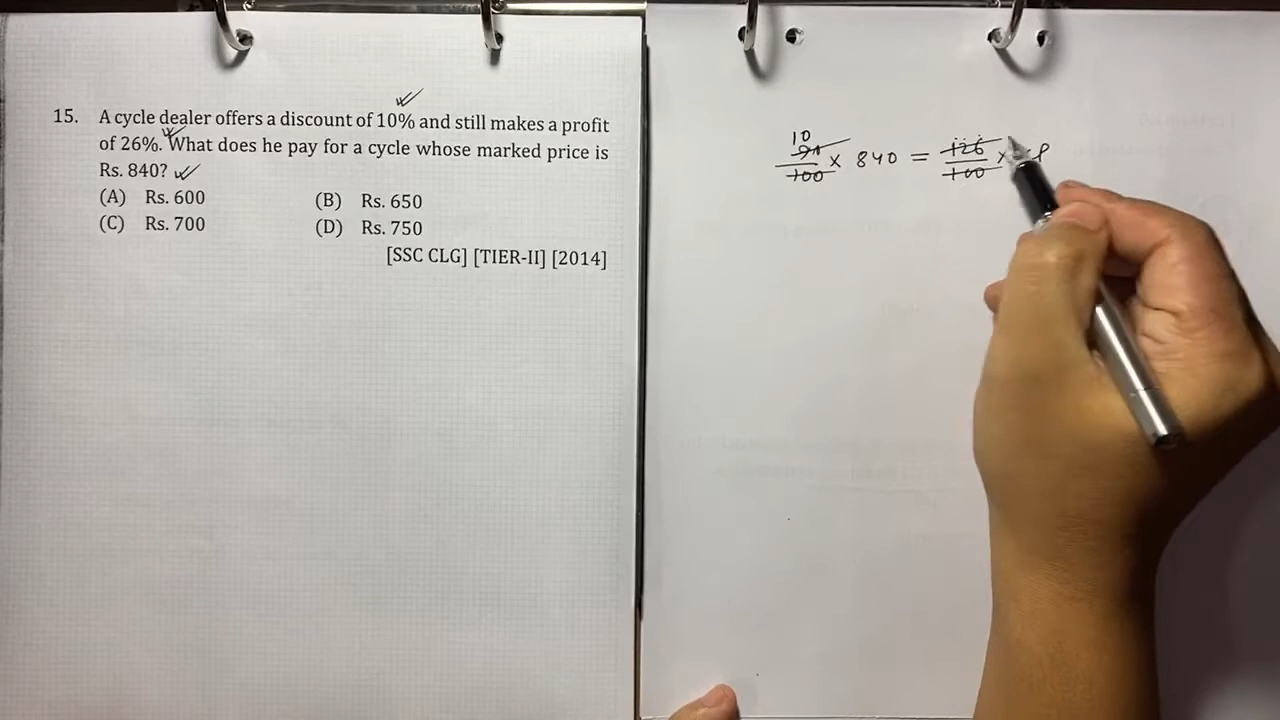 15. A cycle dealer offers a discount of 10% and still makes a profit
of 26%. What does he pay for a cycle whose marked price is
Rs. 840?
(A) Rs. 600 (B) Rs. 650
(C) Rs. 700 (D) Rs. 750
[SSC CLG] [TIER-II] [2014]
10
× 840 = 126 ×
100 100